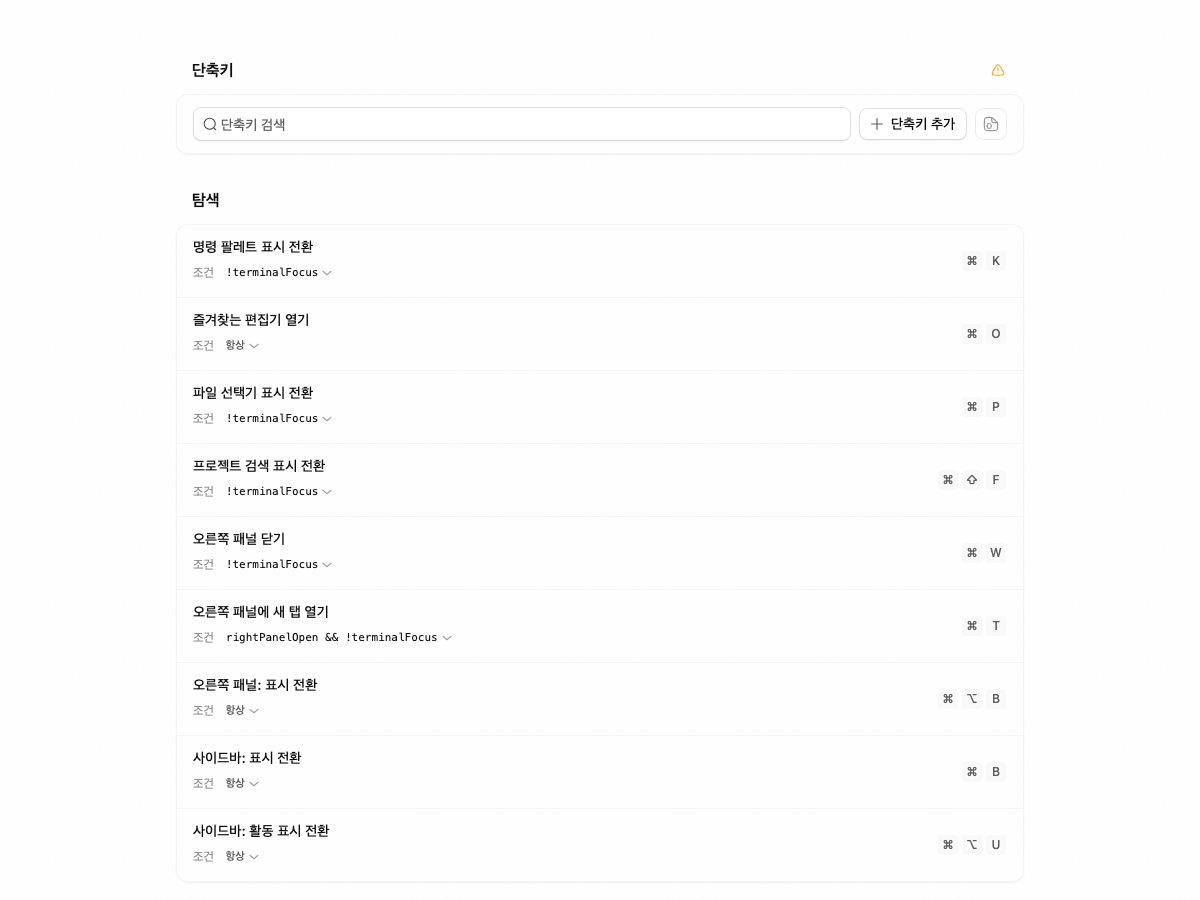 단축키
단축키 검색
단축키 추가
탐색
명령 팔레트 표시 전환
조건 !terminalFocus
⌘ K
즐겨찾는 편집기 열기
조건 항상
⌘ O
파일 선택기 표시 전환
조건 !terminalFocus
⌘ P
프로젝트 검색 표시 전환
조건 !terminalFocus
⌘ ⇧ F
오른쪽 패널 닫기
조건 !terminalFocus
⌘ W
오른쪽 패널에 새 탭 열기
조건 rightPanelOpen && !terminalFocus
⌘ T
오른쪽 패널: 표시 전환
조건 항상
⌘ ⌥ B
사이드바: 표시 전환
조건 항상
⌘ B
사이드바: 활동 표시 전환
조건 항상
⌘ ⌥ U